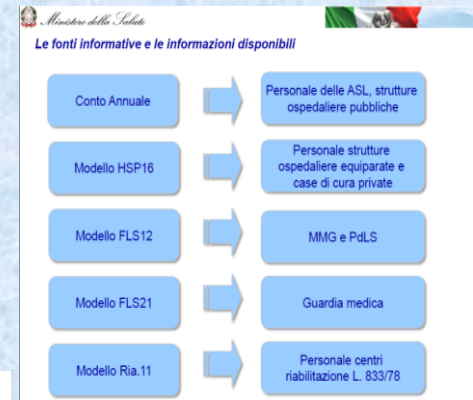 Ministero della Salute
Le fonti informative e le informazioni disponibili
Conto Annuale
Personale delle ASL, strutture
ospedaliere pubbliche
Modello HSP16
Personale strutture
ospedaliere equiparate e
case di cura private
Modello FLS12
MMG e PdLS
Modello FLS21
Guardia medica
Modello Ria.11
Personale centri
riabilitazione L. 833/78